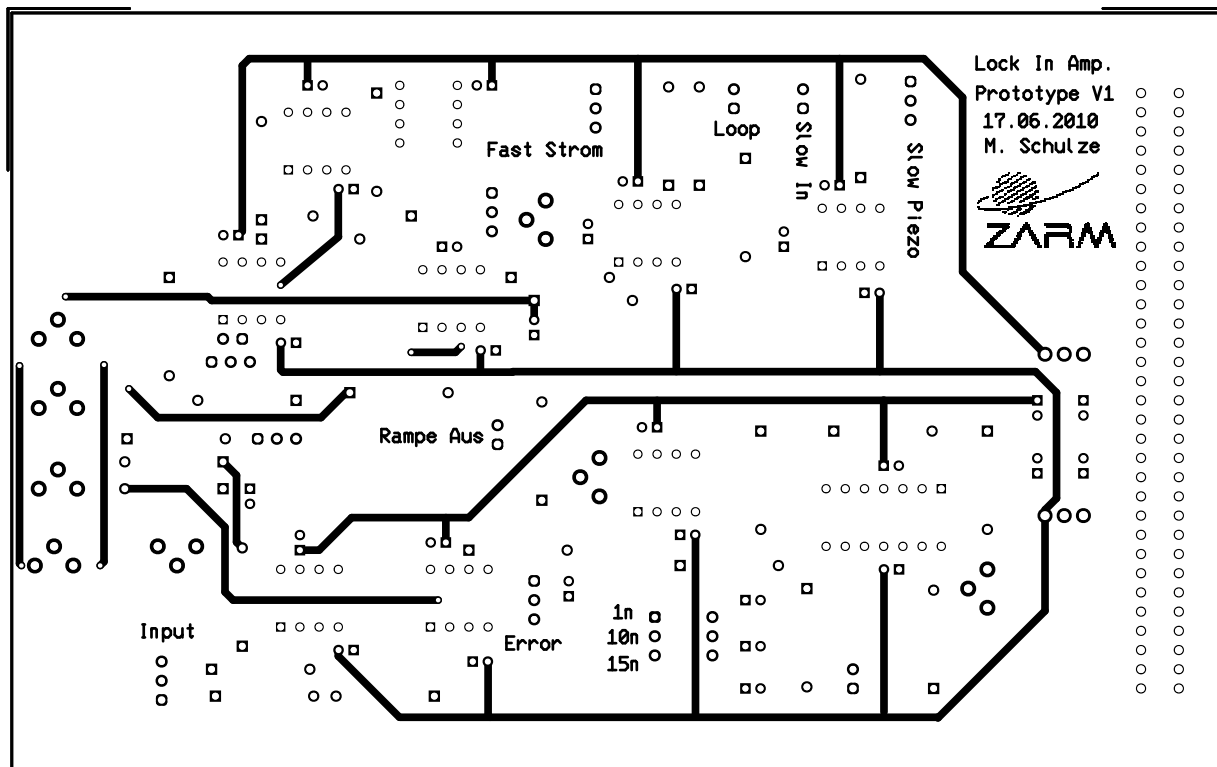 Lock In Amp.
Prototype V1
17.06.2010
M. Schulze
ZARM
Fast Strom
Loop
Slow In
Slow Piezo
Rampe Aus
Input
Error
1n
10n
15n